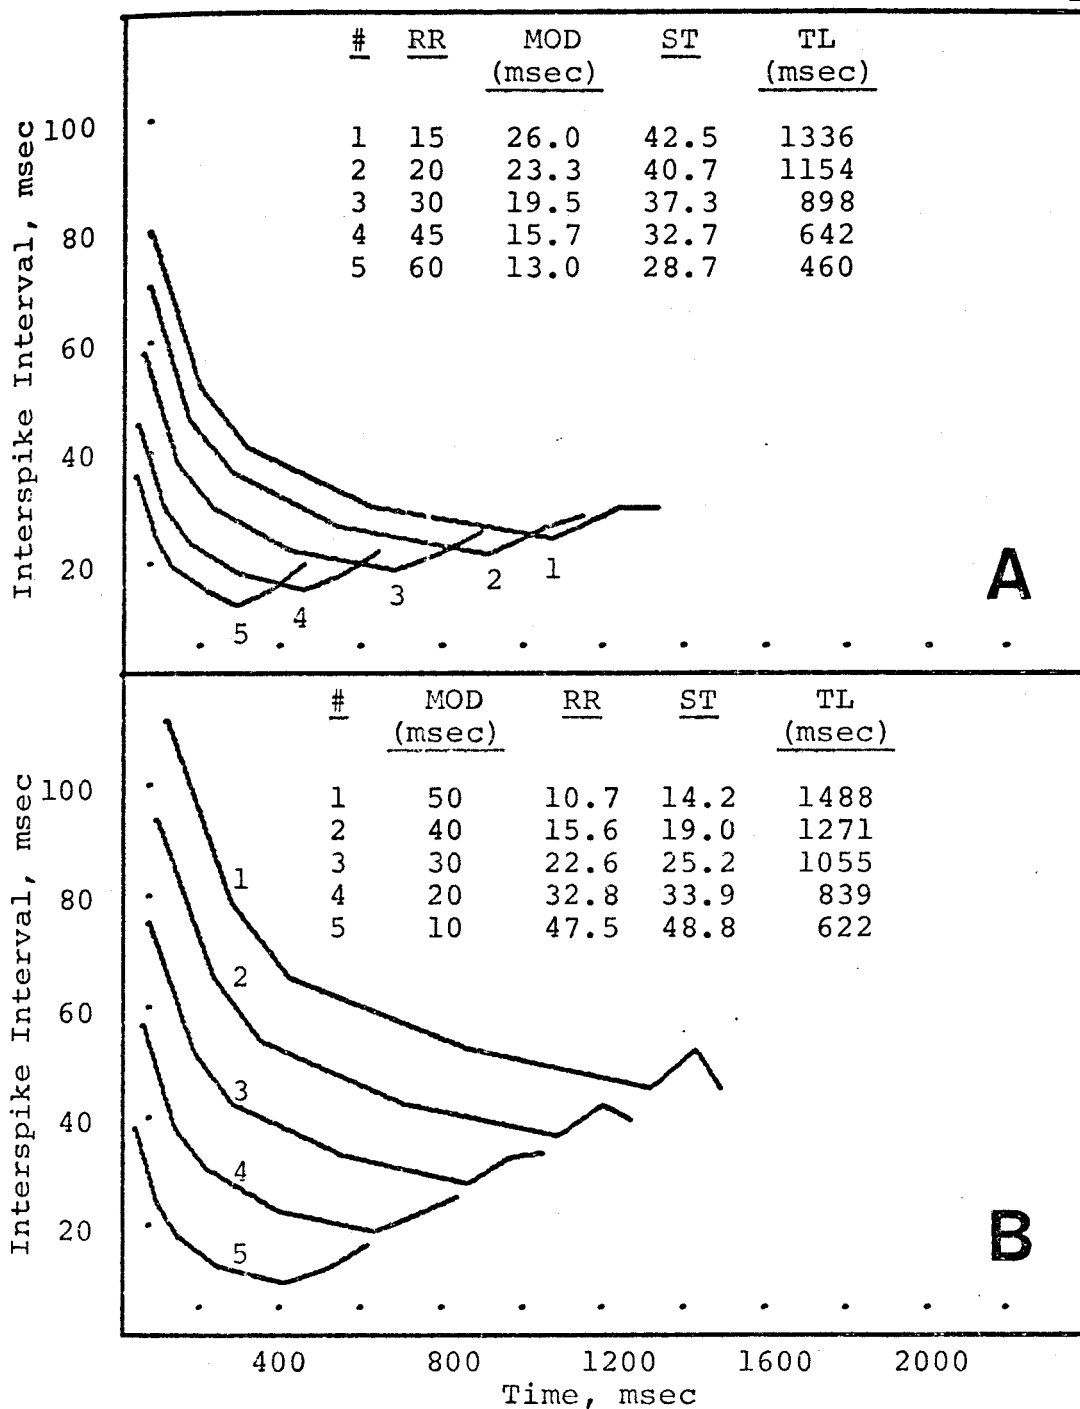 # RR MOD ST TL
(msec) (msec)
1 15 26.0 42.5 1336
2 20 23.3 40.7 1154
3 30 19.5 37.3 898
4 45 15.7 32.7 642
5 60 13.0 28.7 460
Interspike Interval, msec
100
80
60
40
20
1
2
3
4
5
A
# MOD RR ST TL
(msec) (msec)
1 50 10.7 14.2 1488
2 40 15.6 19.0 1271
3 30 22.6 25.2 1055
4 20 32.8 33.9 839
5 10 47.5 48.8 622
Interspike Interval, msec
100
80
60
40
20
1
2
3
4
5
B
400 800 1200 1600 2000
Time, msec